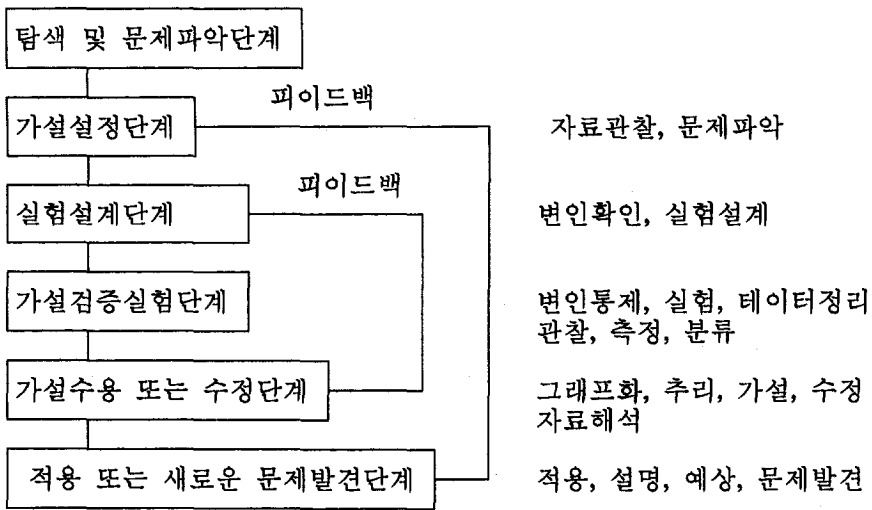 탐색 및 문제파악단계
피이드백
가설설정단계
자료관찰, 문제파악
피이드백
실험설계단계
변인확인, 실험설계
가설검증실험단계
변인통제, 실험, 테이터정리
관찰, 측정, 분류
가설수용 또는 수정단계
그래프화, 추리, 가설, 수정
자료해석
적용 또는 새로운 문제발견단계
적용, 설명, 예상, 문제발견